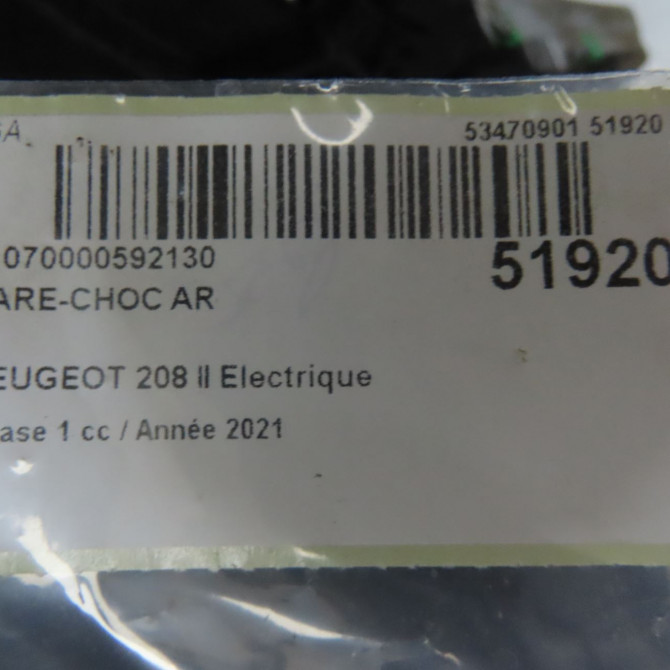 53470901 51920
070000592130
51920
ARE-CHOC AR
EUGEOT 208 II Electrique
ase 1 cc / Année 2021